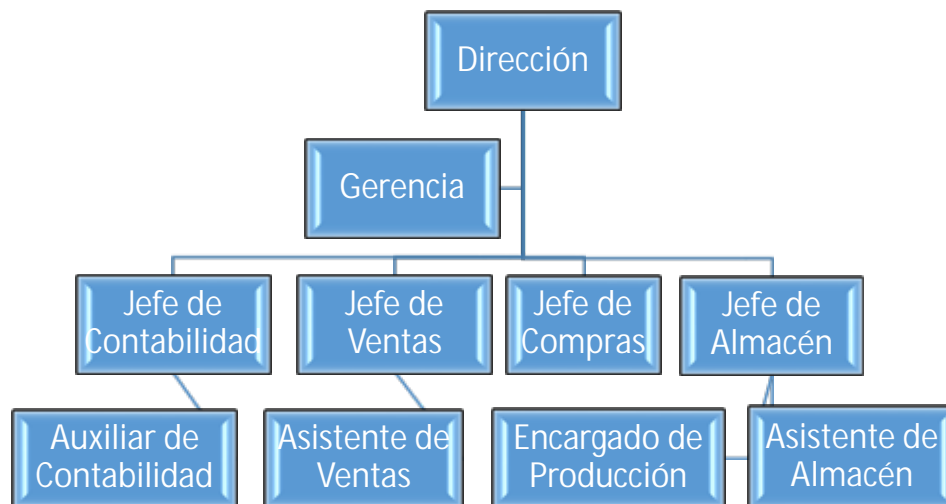 Dirección
Gerencia
Jefe de
Contabilidad
Jefe de
Ventas
Jefe de
Compras
Jefe de
Almacén
Auxiliar de
Contabilidad
Asistente de
Ventas
Encargado de
Producción
Asistente de
Almacén